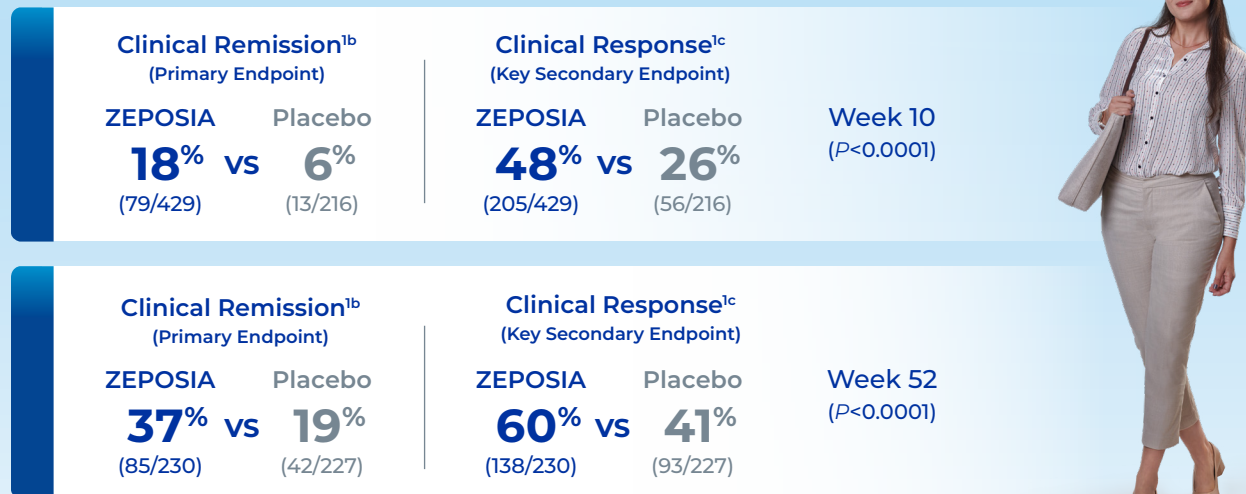 Clinical Remission1b
(Primary Endpoint)
ZEPOSIA Placebo
18% vs 6%
(79/429) (13/216)
Clinical Response1c
(Key Secondary Endpoint)
ZEPOSIA Placebo
48% vs 26%
(205/429) (56/216)
Week 10
(P<0.0001)
Clinical Remission1b
(Primary Endpoint)
ZEPOSIA Placebo
37% vs 19%
(85/230) (42/227)
Clinical Response1c
(Key Secondary Endpoint)
ZEPOSIA Placebo
60% vs 41%
(138/230) (93/227)
Week 52
(P<0.0001)